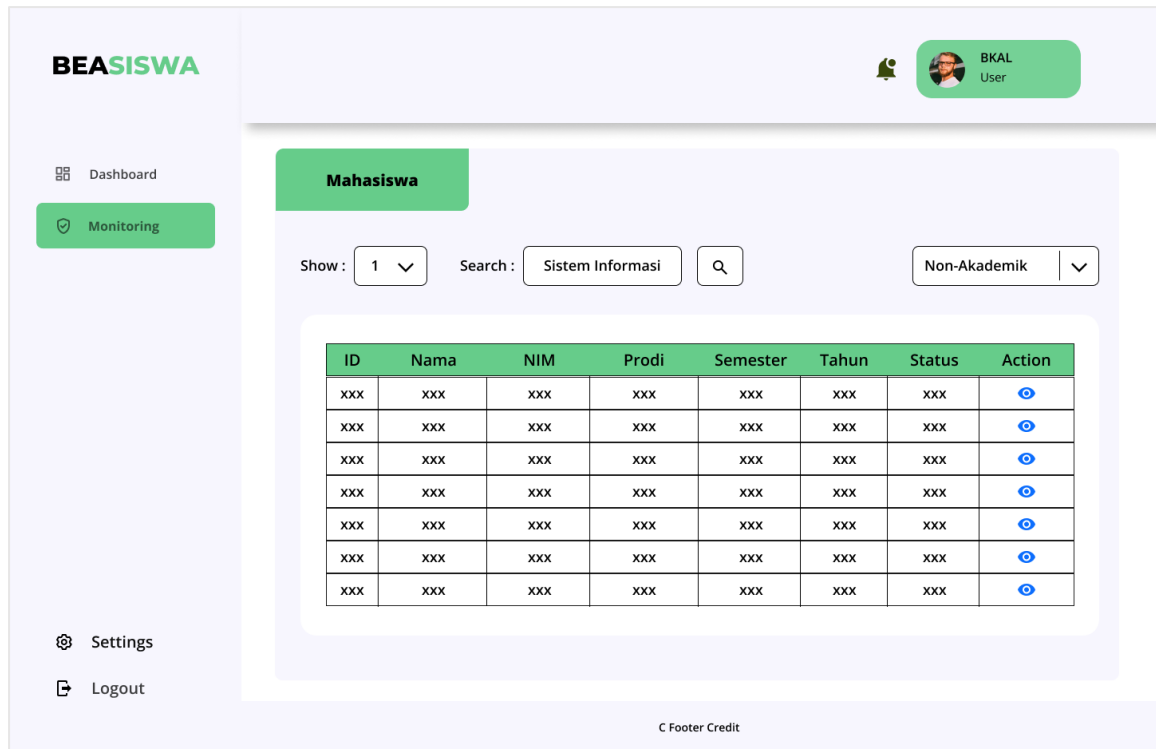 BEASISWA
BKAL
User
Dashboard
Monitoring
Mahasiswa
Show : 1 Search : Sistem Informasi Non-Akademik
ID Nama NIM Prodi Semester Tahun Status Action
xxx xxx xxx xxx xxx xxx xxx
xxx xxx xxx xxx xxx xxx xxx
xxx xxx xxx xxx xxx xxx xxx
xxx xxx xxx xxx xxx xxx xxx
xxx xxx xxx xxx xxx xxx xxx
xxx xxx xxx xxx xxx xxx xxx
xxx xxx xxx xxx xxx xxx xxx
Settings
Logout
C Footer Credit